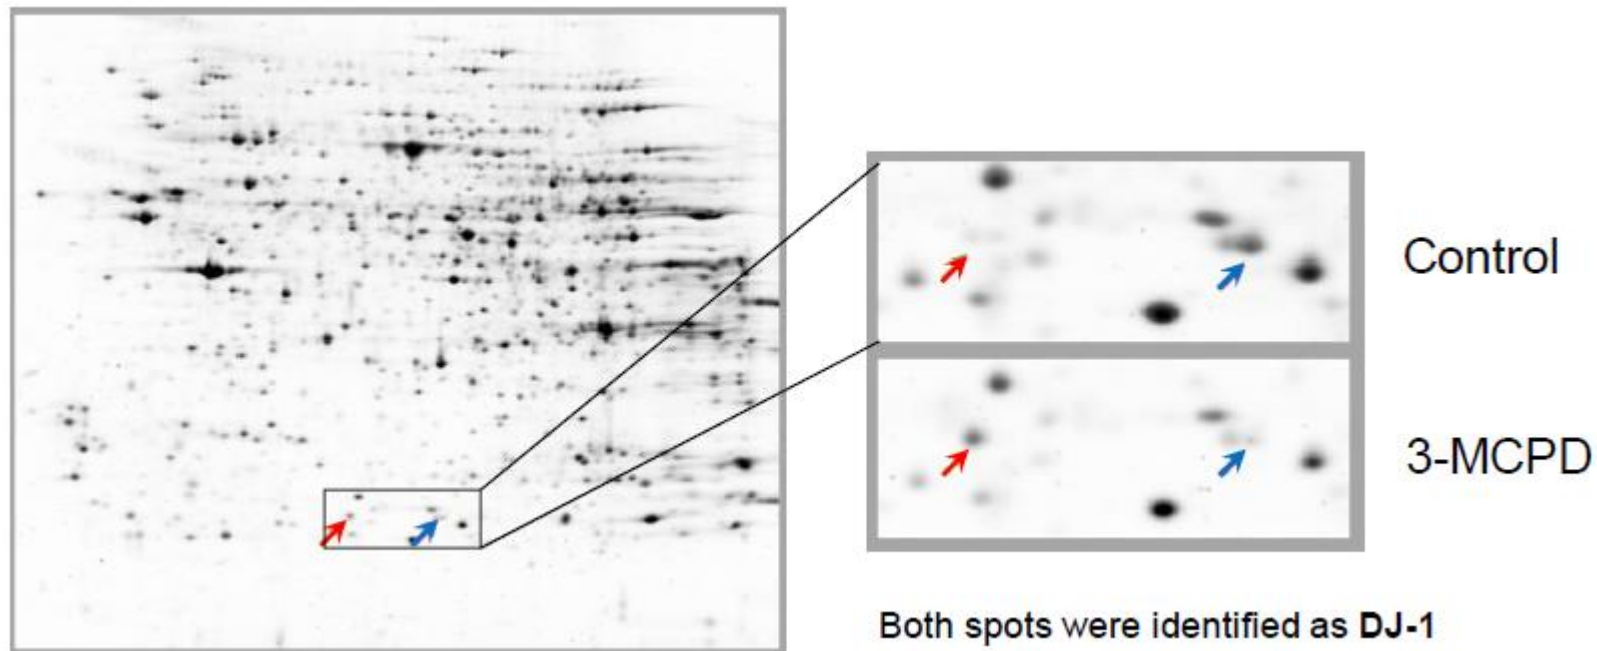 Control
3-MCPD
Both spots were identified as DJ-1